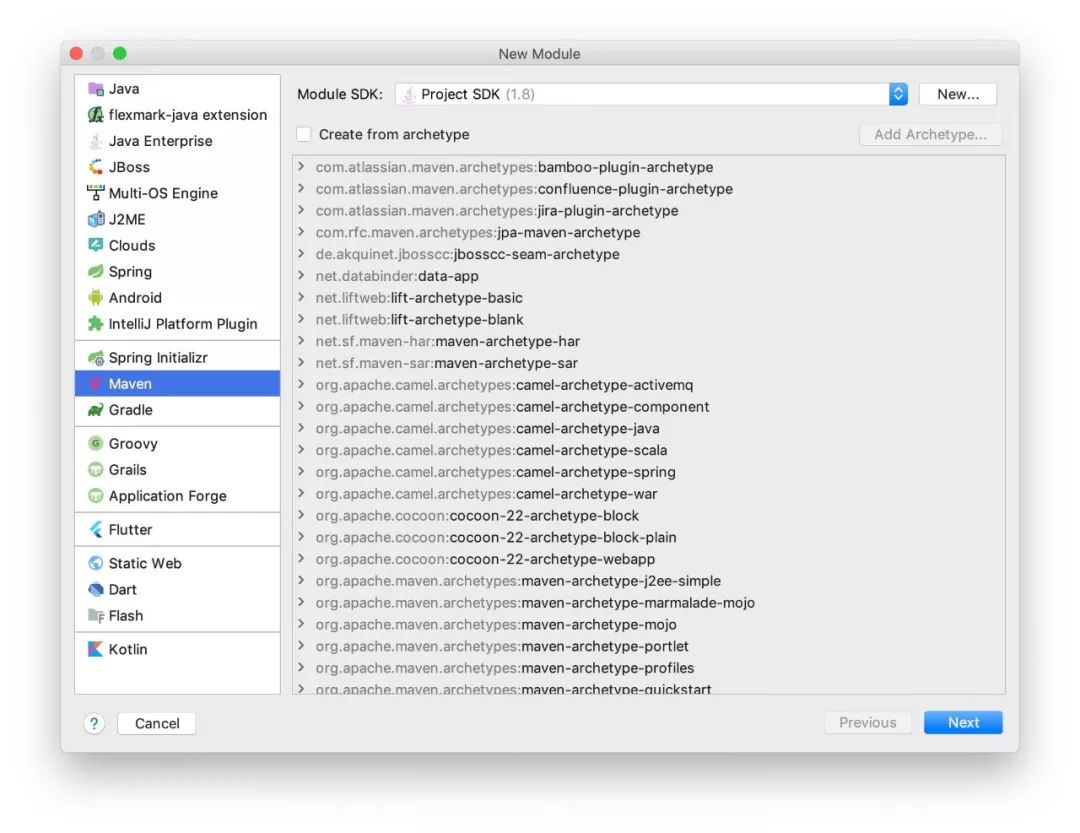 New Module
Java
flexmark-java extension
Java Enterprise
JBoss
Multi-OS Engine
J2ME
Clouds
Spring
Android
IntelliJ Platform Plugin
Spring Initializr
Maven
Gradle
G Groovy
Grails
Application Forge
Flutter
Static Web
Dart
Flash
Kotlin
Module SDK: Project SDK (1.8) New...
Create from archetype Add Archetype...
com.atlassian.maven.archetypes:bamboo-plugin-archetype
com.atlassian.maven.archetypes:confluence-plugin-archetype
com.atlassian.maven.archetypes:jira-plugin-archetype
com.rfc.maven.archetypes:jpa-maven-archetype
de.akquinet.jbosscc:jbosscc-seam-archetype
net.databinder:data-app
net.liftweb:lift-archetype-basic
net.liftweb:lift-archetype-blank
net.sf.maven-har:maven-archetype-har
net.sf.maven-sar:maven-archetype-sar
org.apache.camel.archetypes:camel-archetype-activemq
org.apache.camel.archetypes:camel-archetype-component
org.apache.camel.archetypes:camel-archetype-java
org.apache.camel.archetypes:camel-archetype-scala
org.apache.camel.archetypes:camel-archetype-spring
org.apache.camel.archetypes:camel-archetype-war
org.apache.cocoon:cocoon-22-archetype-block
org.apache.cocoon:cocoon-22-archetype-block-plain
org.apache.cocoon:cocoon-22-archetype-webapp
org.apache.maven.archetypes:maven-archetype-j2ee-simple
org.apache.maven.archetypes:maven-archetype-marmalade-mojo
org.apache.maven.archetypes:maven-archetype-mojo
org.apache.maven.archetypes:maven-archetype-portlet
org.apache.maven.archetypes:maven-archetype-profiles
org.apache.maven.archetypes:maven-archetype-quickstart
? Cancel Previous Next